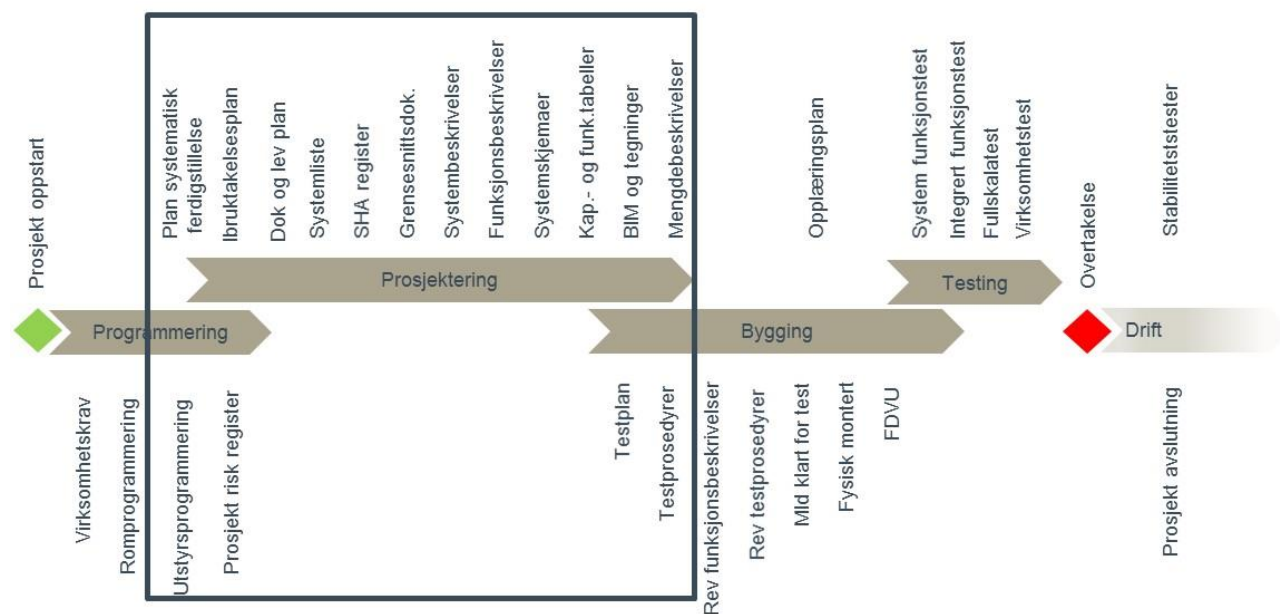 Prosjekt oppstart
Plan systematisk
ferdigstillelse
Ibruktakelsesplan
Dok og lev plan
Systemliste
SHA register
Grensesnittsdok.
Systembeskrivelser
Funksjonsbeskrivelser
Systemskjemaer
Kap.- og funk.tabeller
BIM og tegninger
Mengdebeskrivelser
Opplæringsplan
System funksjonstest
Integrert funksjonstest
Fullskalatest
Virksomhetstest
Overtakelse
Stabilitetstester
Prosjektering
Testing
Programmering
Bygging
Drift
Virksomhetskrav
Romprogrammering
Utstyrsprogrammering
Prosjekt risk register
Testplan
Testprosedyrer
Rev funksjonsbeskrivelser
Rev testprosedyrer
Mld klart for test
Fysisk montert
FDVU
Prosjekt avslutning